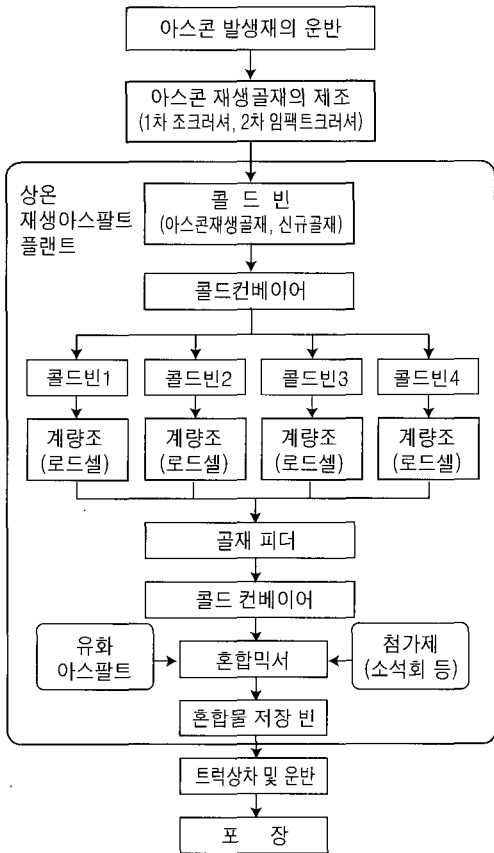 아스콘 발생재의 운반
아스콘 재생골재의 제조
(1차 조크러셔, 2차 임팩트크러셔)
상온
재생아스팔트
플랜트
콜 드 빈
(아스콘재생골재, 신규골재)
콜드컨베이어
콜드빈1
콜드빈2
콜드빈3
콜드빈4
계량조
(로드셀)
계량조
(로드셀)
계량조
(로드셀)
계량조
(로드셀)
골재 피더
콜드 컨베이어
유화
아스팔트
혼합믹서
첨가제
(소석회 등)
혼합물 저장 빈
트럭상차 및 운반
포 장